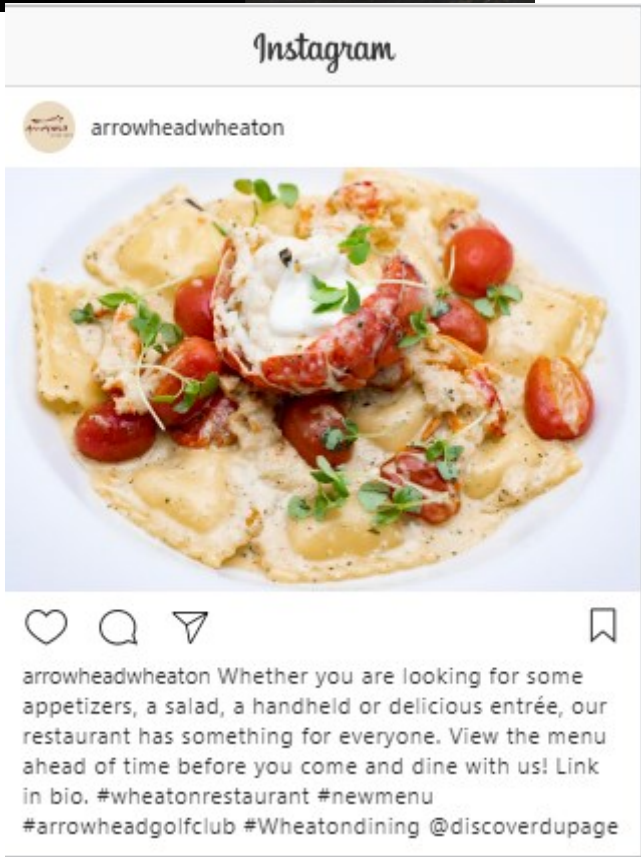 Instagram
arrowheadwheaton
arrowheadwheaton Whether you are looking for some
appetizers, a salad, a handheld or delicious entrée, our
restaurant has something for everyone. View the menu
ahead of time before you come and dine with us! Link
in bio. #wheatonrestaurant #newmenu
#arrowheadgolfclub #Wheatondining @discoverdupage